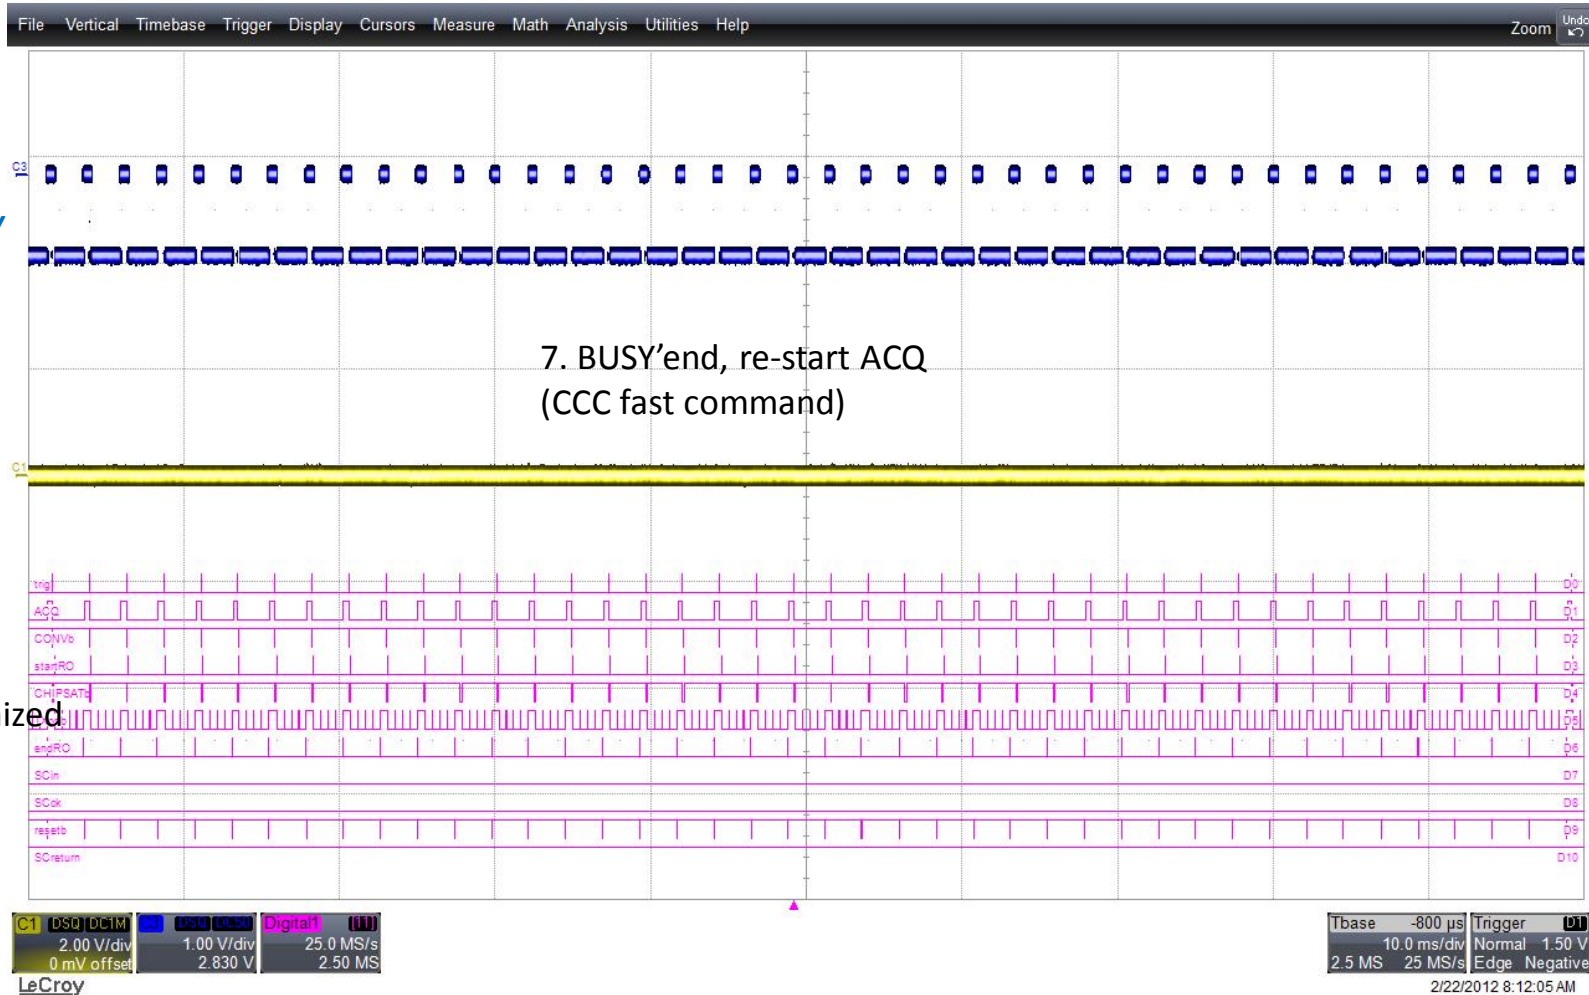 File Vertical Timebase Trigger Display Cursors Measure Math Analysis Utilities Help Zoom Undo
C3
Y
7. BUSY’end, re-start ACQ
(CCC fast command)
C1
trig D0
ACQ D1
CONVb D2
startRO D3
CHIPSATb D4
ized D5
endRO D6
SCin D7
SCck D8
resetb D9
SCreturn D10
C1 DSQ DC1M Digital1 (11) Tbase -800 µs Trigger D1
2.00 V/div 1.00 V/div 25.0 MS/s 10.0 ms/div Normal 1.50 V
0 mV offset 2.830 V 2.50 MS 2.5 MS 25 MS/s Edge Negative
LeCroy 2/22/2012 8:12:05 AM